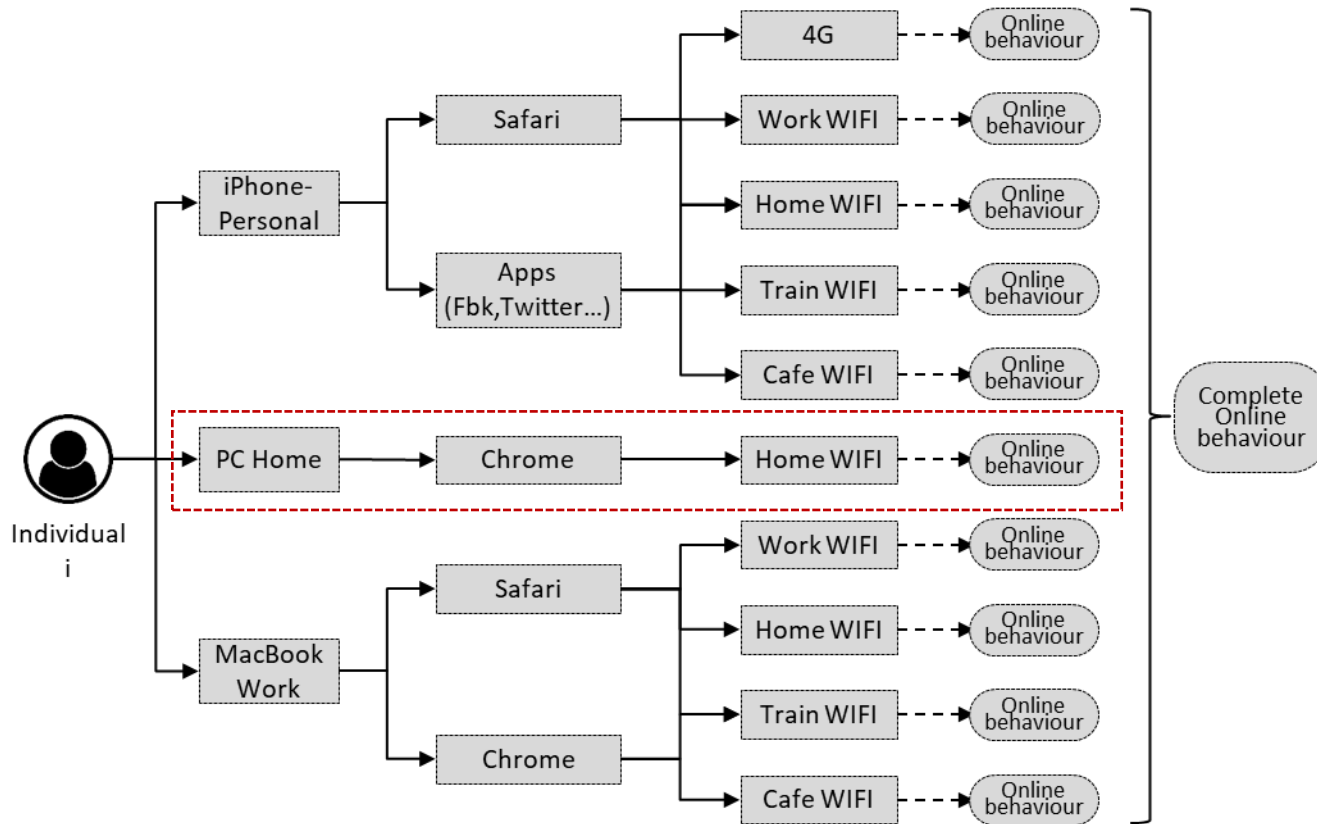 4G
Online
behaviour
Safari
Work WIFI
Online
behaviour
iPhone-
Personal
Home WIFI
Online
behaviour
Apps
(Fbk,Twitter...)
Train WIFI
Online
behaviour
Cafe WIFI
Online
behaviour
Complete
Online
behaviour
PC Home
Chrome
Home WIFI
Online
behaviour
Individual
i
Work WIFI
Online
behaviour
Safari
Home WIFI
Online
behaviour
MacBook
Work
Train WIFI
Online
behaviour
Chrome
Cafe WIFI
Online
behaviour